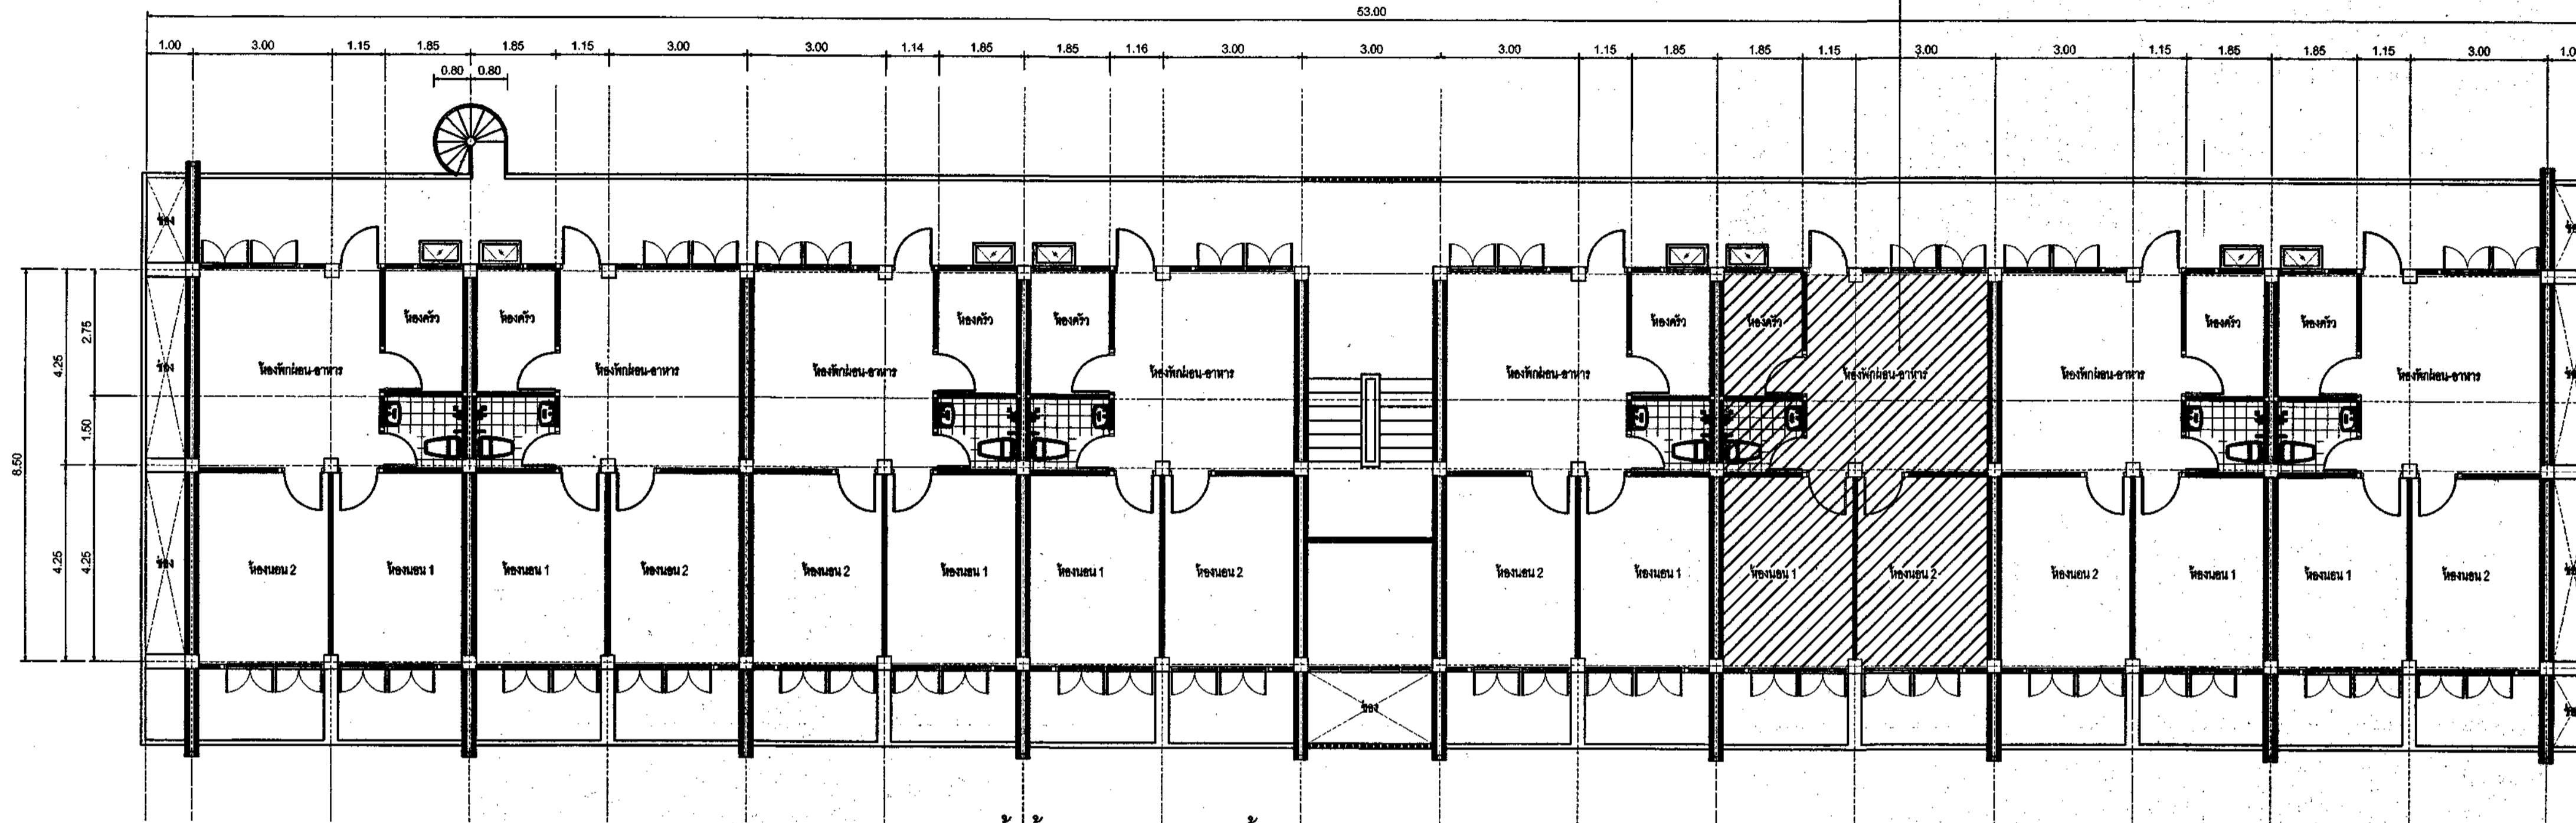 53.00
1.00 3.00 1.15 1.85 1.85 1.15 3.00 3.00 1.14 1.85 1.85 1.16 3.00 3.00 3.00 1.15 1.85 1.85 1.15 3.00 3.00 1.15 1.85 1.85 1.15 3.00
0.80 0.80
ช่อง
ห้องครัว ห้องครัว ห้องครัว ห้องครัว ห้องครัว ห้องครัว ห้องครัว ห้องครัว
2.75
4.25
ช่อง ห้องพักผ่อน-อาหาร ห้องพักผ่อน-อาหาร ห้องพักผ่อน-อาหาร ห้องพักผ่อน-อาหาร ห้องพักผ่อน-อาหาร ห้องพักผ่อน-อาหาร ห้องพักผ่อน-อาหาร ห้องพักผ่อน-อาหาร
1.50
8.50
4.25 4.25 ช่อง ห้องนอน 2 ห้องนอน 1 ห้องนอน 1 ห้องนอน 2 ห้องนอน 2 ห้องนอน 1 ห้องนอน 1 ห้องนอน 2 ห้องนอน 2 ห้องนอน 1 ห้องนอน 1 ห้องนอน 2 ห้องนอน 2 ห้องนอน 1 ห้องนอน 1 ห้องนอน 2
ช่อง